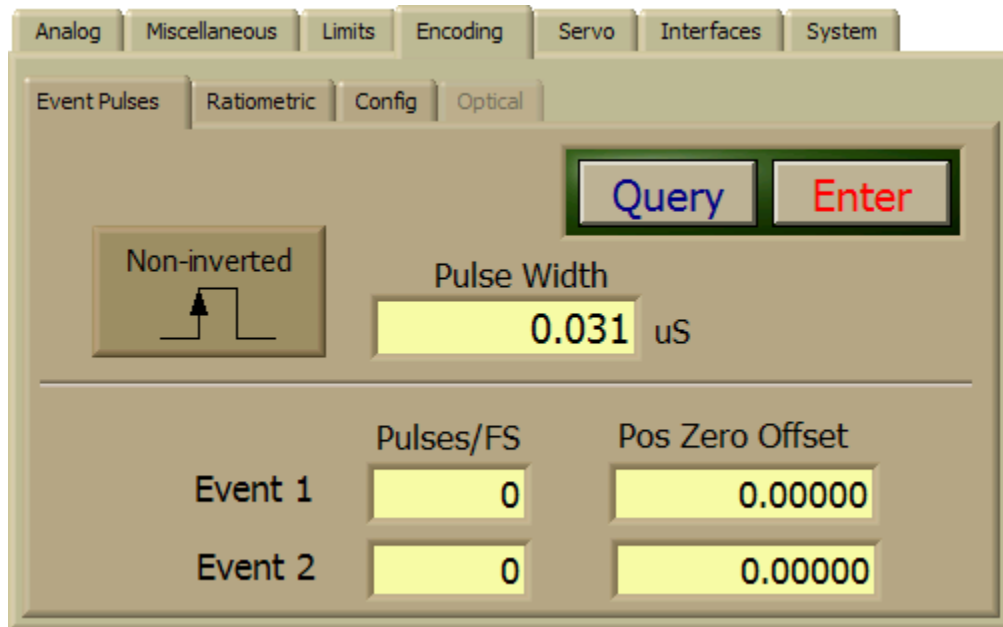 Analog Miscellaneous Limits Encoding Servo Interfaces System
Event Pulses Ratiometric Config Optical
Query Enter
Non-inverted
Pulse Width
0.031 uS
Pulses/FS Pos Zero Offset
Event 1 0 0.00000
Event 2 0 0.00000